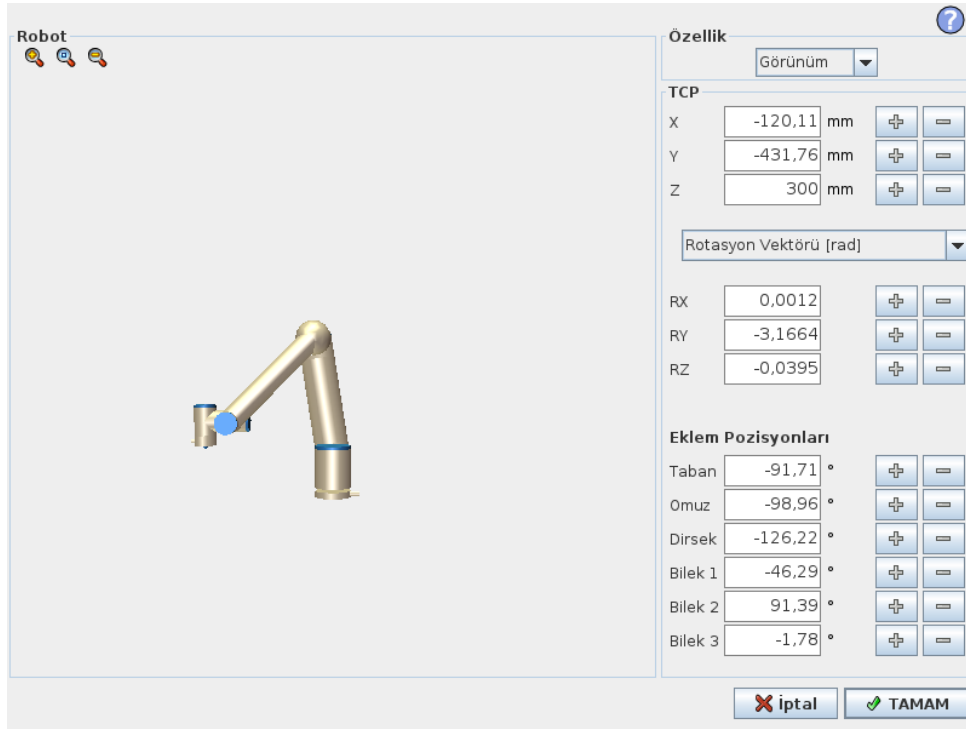 Robot
Özellik
Görünüm
TCP
X -120,11 mm
Y -431,76 mm
Z 300 mm
Rotasyon Vektörü [rad]
RX 0,0012
RY -3,1664
RZ -0,0395
Eklem Pozisyonları
Taban -91,71 °
Omuz -98,96 °
Dirsek -126,22 °
Bilek 1 -46,29 °
Bilek 2 91,39 °
Bilek 3 -1,78 °
İptal TAMAM